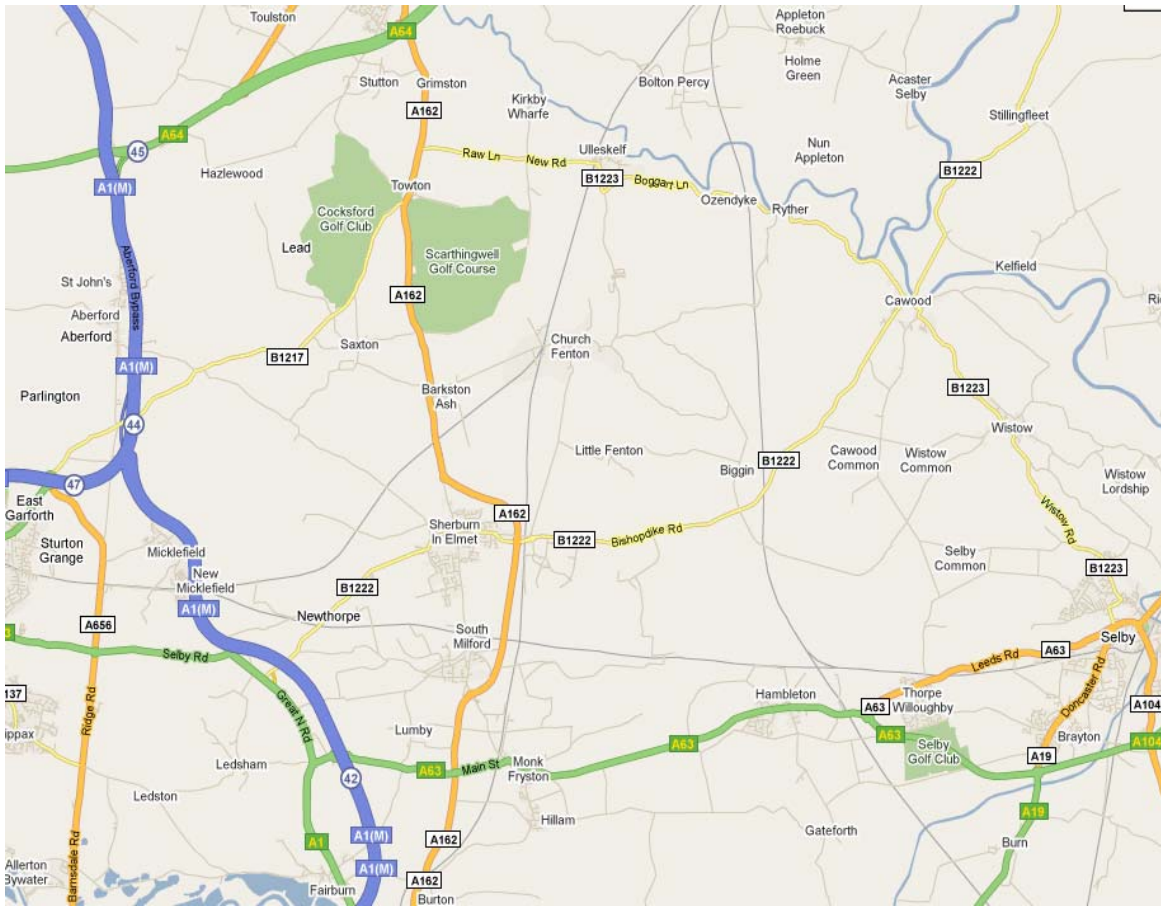 Toulston
A64
Stutton
Grimston
A162
Kirkby
Wharfe
Bolton Percy
Appleton
Roebuck
Holme
Green
Acaster
Selby
Stillingfleet
A64
45
Hazlewood
A1(M)
Raw Ln
New Rd
Ulleskelf
B1223
Boggart Ln
Nun
Appleton
B1222
Towton
Ozendyke
Ryther
Cocksford
Golf Club
Lead
Scarthingwell
Golf Course
A162
Aberford Bypass
St John's
Aberford
Aberford
Kelfield
Cawood
A1(M)
B1217
Saxton
Church
Fenton
Parlington
Barkston
Ash
B1223
44
Wistow
Little Fenton
Biggin
B1222
Cawood
Common
Wistow
Common
Wistow
Lordship
47
East
Garforth
Sturton
Grange
A162
Sherburn
In Elmet
B1222
Bishopdike Rd
Wistow Rd
Micklefield
New
Micklefield
B1222
Selby
Common
B1223
A1(M)
Newthorpe
A656
South
Milford
Selby
Selby Rd
Leeds Rd
A63
Ridge Rd
Great N Rd
Hambleton
A63
Thorpe
Willoughby
Doncaster Rd
A104
137
Lumby
A63
A63
Selby
Golf Club
Brayton
A104
ippax
Ledsham
42
A63
Main St
Monk
Fryston
A19
Ledston
Hillam
A19
Gateforth
Burn
A1
A1(M)
A162
A1(M)
Barnsdale Rd
Allerton
Bywater
Fairburn
A162
Burton